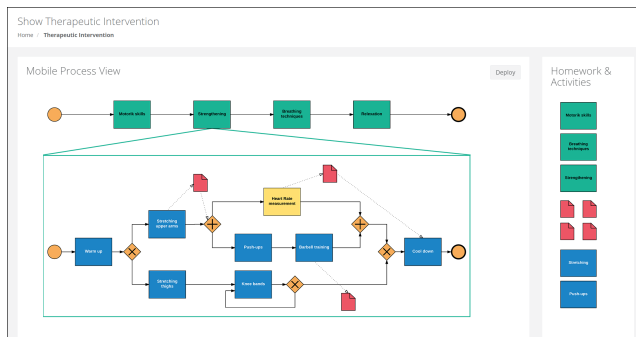 Show Therapeutic Intervention
Home / Therapeutic Intervention
Mobile Process View
Deploy
Homework &
Activities
Motorik skills
Strengthening
Breathing
techniques
Relaxation
Motorik skills
Breathing
techniques
Strengthening
Heart Rate
measurement
Stretching
upper arms
Warm up
Push-ups
Barbell training
Cool down
Stretching
thighs
Knee bends
Stretching
Push-ups